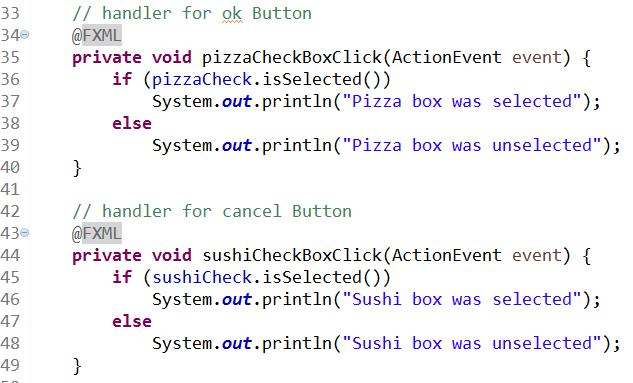 33 // handler for ok Button
34 @FXML
35 private void pizzaCheckBoxClick(ActionEvent event) {
36 if (pizzaCheck.isSelected())
37 System.out.println("Pizza box was selected");
38 else
39 System.out.println("Pizza box was unselected");
40 }
41
42 // handler for cancel Button
43 @FXML
44 private void sushiCheckBoxClick(ActionEvent event) {
45 if (sushiCheck.isSelected())
46 System.out.println("Sushi box was selected");
47 else
48 System.out.println("Sushi box was unselected");
49 }